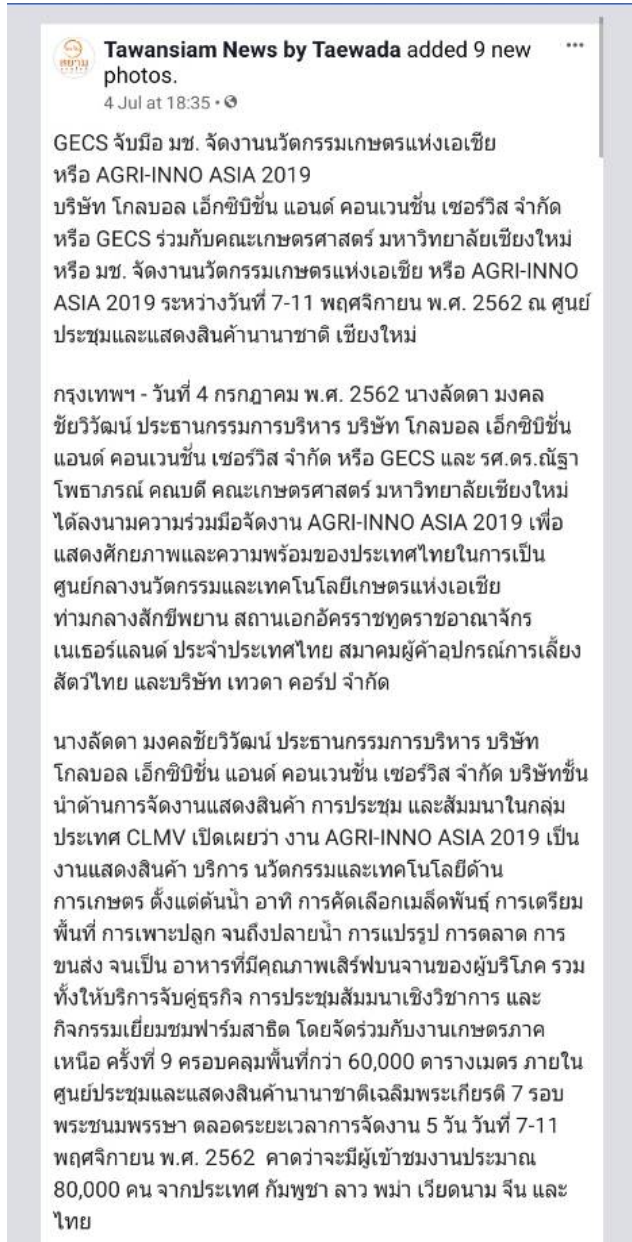 สยาม
Tawansiam News by Taewada added 9 new
photos.
4 Jul at 18:35 •
GECS จับมือ มช. จัดงานนวัตกรรมเกษตรแห่งเอเชีย
หรือ AGRI-INNO ASIA 2019
บริษัท โกลบอล เอ็กซิบิชั่น แอนด์ คอนเวนชั่น เซอร์วิส จำกัด
หรือ GECS ร่วมกับคณะเกษตรศาสตร์ มหาวิทยาลัยเชียงใหม่
หรือ มช. จัดงานนวัตกรรมเกษตรแห่งเอเชีย หรือ AGRI-INNO
ASIA 2019 ระหว่างวันที่ 7-11 พฤศจิกายน พ.ศ. 2562 ณ ศูนย์
ประชุมและแสดงสินค้านานาชาติ เชียงใหม่
กรุงเทพฯ - วันที่ 4 กรกฎาคม พ.ศ. 2562 นางลัดดา มงคล
ชัยวิวัฒน์ ประธานกรรมการบริหาร บริษัท โกลบอล เอ็กซิบิชั่น
แอนด์ คอนเวนชั่น เซอร์วิส จำกัด หรือ GECS และ รศ.ดร.ณัฐา
โพธาภรณ์ คณบดี คณะเกษตรศาสตร์ มหาวิทยาลัยเชียงใหม่
ได้ลงนามความร่วมมือจัดงาน AGRI-INNO ASIA 2019 เพื่อ
แสดงศักยภาพและความพร้อมของประเทศไทยในการเป็น
ศูนย์กลางนวัตกรรมและเทคโนโลยีเกษตรแห่งเอเชีย
ท่ามกลางสักขีพยาน สถานเอกอัครราชทูตราชอาณาจักร
เนเธอร์แลนด์ ประจำประเทศไทย สมาคมผู้ค้าอุปกรณ์การเลี้ยง
สัตว์ไทย และบริษัท เทวดา คอร์ป จำกัด
นางลัดดา มงคลชัยวิวัฒน์ ประธานกรรมการบริหาร บริษัท
โกลบอล เอ็กซิบิชั่น แอนด์ คอนเวนชั่น เซอร์วิส จำกัด บริษัทชั้น
นำด้านการจัดงานแสดงสินค้า การประชุม และสัมมนาในกลุ่ม
ประเทศ CLMV เปิดเผยว่า งาน AGRI-INNO ASIA 2019 เป็น
งานแสดงสินค้า บริการ นวัตกรรมและเทคโนโลยีด้าน
การเกษตร ตั้งแต่ต้นน้ำ อาทิ การคัดเลือกเมล็ดพันธุ์ การเตรียม
พื้นที่ การเพาะปลูก จนถึงปลายน้ำ การแปรรูป การตลาด การ
ขนส่ง จนเป็น อาหารที่มีคุณภาพเสิร์ฟบนจานของผู้บริโภค รวม
ทั้งให้บริการจับคู่ธุรกิจ การประชุมสัมมนาเชิงวิชาการ และ
กิจกรรมเยี่ยมชมฟาร์มสาธิต โดยจัดร่วมกับงานเกษตรภาค
เหนือ ครั้งที่ 9 ครอบคลุมพื้นที่กว่า 60,000 ตารางเมตร ภายใน
ศูนย์ประชุมและแสดงสินค้านานาชาติเฉลิมพระเกียรติ 7 รอบ
พระชนมพรรษา ตลอดระยะเวลาการจัดงาน 5 วัน วันที่ 7-11
พฤศจิกายน พ.ศ. 2562 คาดว่าจะมีผู้เข้าชมงานประมาณ
80,000 คน จากประเทศ กัมพูชา ลาว พม่า เวียดนาม จีน และ
ไทย